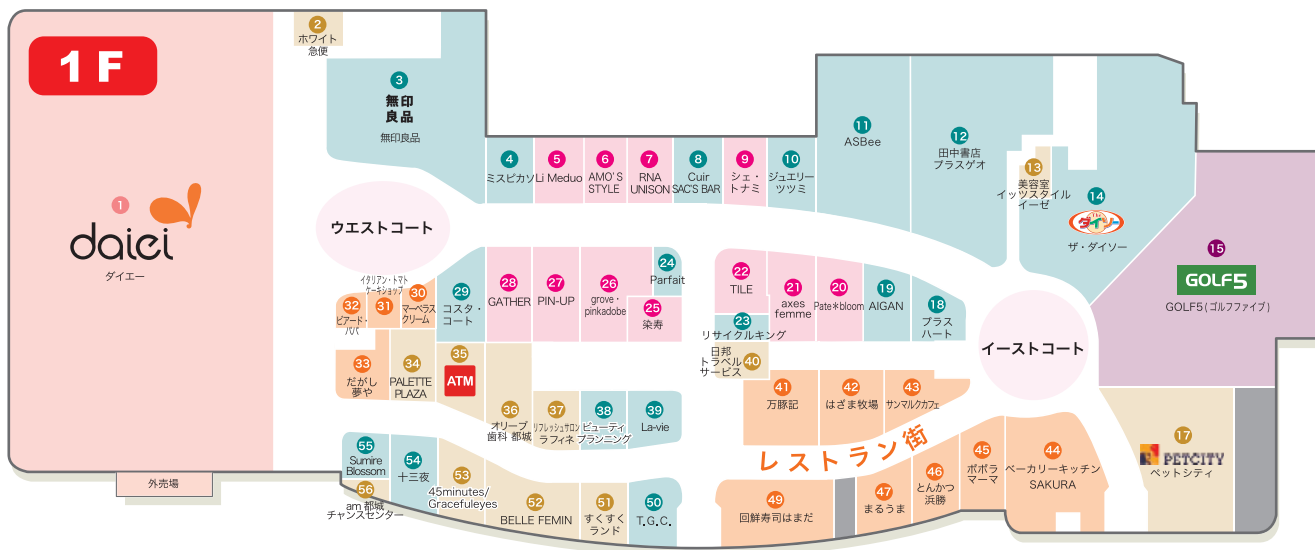 1F
1
daiei
ダイエー
外売場
2
ホワイト
急便
3
無印
良品
無印良品
4
ミスピカソ
5
Li Meduo
6
AMO'S
STYLE
7
RNA
UNISON
8
Cuir
SAC'S BAR
9
シェ・
トナミ
10
ジュエリー
ツツミ
11
ASBee
12
田中書店
プラスゲオ
13
美容室
イッツスタイル
イーゼ
14
ダイソー
ザ・ダイソー
15
GOLF5
GOLF5(ゴルフファイブ)
ウエストコート
イーストコート
28
GATHER
27
PIN-UP
26
grove・
pinkadobe
24
Parfait
25
染寿
22
TILE
21
axes
femme
20
Pate*bloom
19
AIGAN
18
プラス
ハート
23
リサイクルキング
イタリアン・トマト
ケーキショップ
32
ビアード・
パパ
31
30
マーベラス
クリーム
29
コスタ・
コート
33
だがし
夢や
34
PALETTE
PLAZA
35
ATM
36
オリーブ
歯科 都城
37
リフレッシュサロン
ラフィネ
38
ビューティ
プランニング
39
La-vie
日邦
トラベル
サービス
40
41
万豚記
42
はざま牧場
43
サンマルクカフェ
レストラン街
17
PETCITY
ペットシティ
55
Sumire
Blossom
56
am 都城
チャンスセンター
54
十三夜
53
45minutes/
Gracefuleyes
52
BELLE FEMIN
51
すくすく
ランド
50
T.G.C.
49
回鮮寿司はまだ
47
まるうま
46
とんかつ
浜勝
45
ポポラ
マーマ
44
ベーカリーキッチン
SAKURA